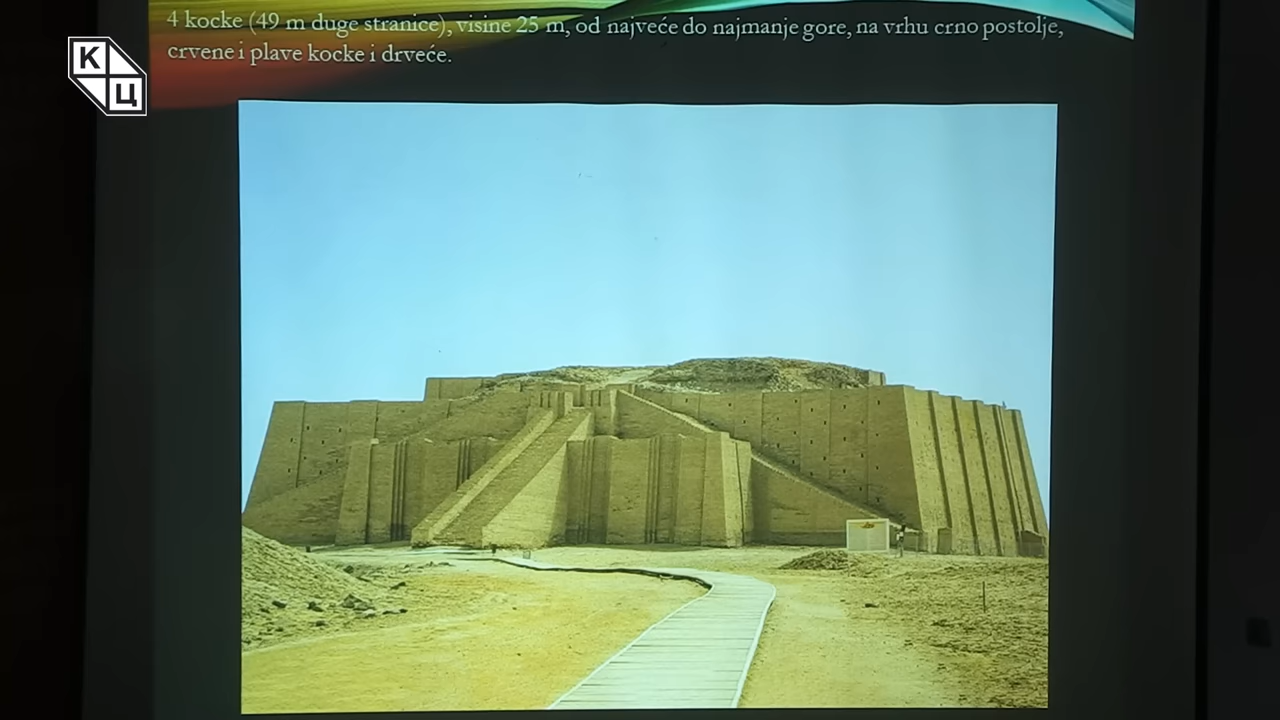 4 kocke (49 m duge stranice), visine 25 m, od najveće do najmanje gore, na vrhu crno postolje,
crvene i plave kocke i drveće.
К
Ц